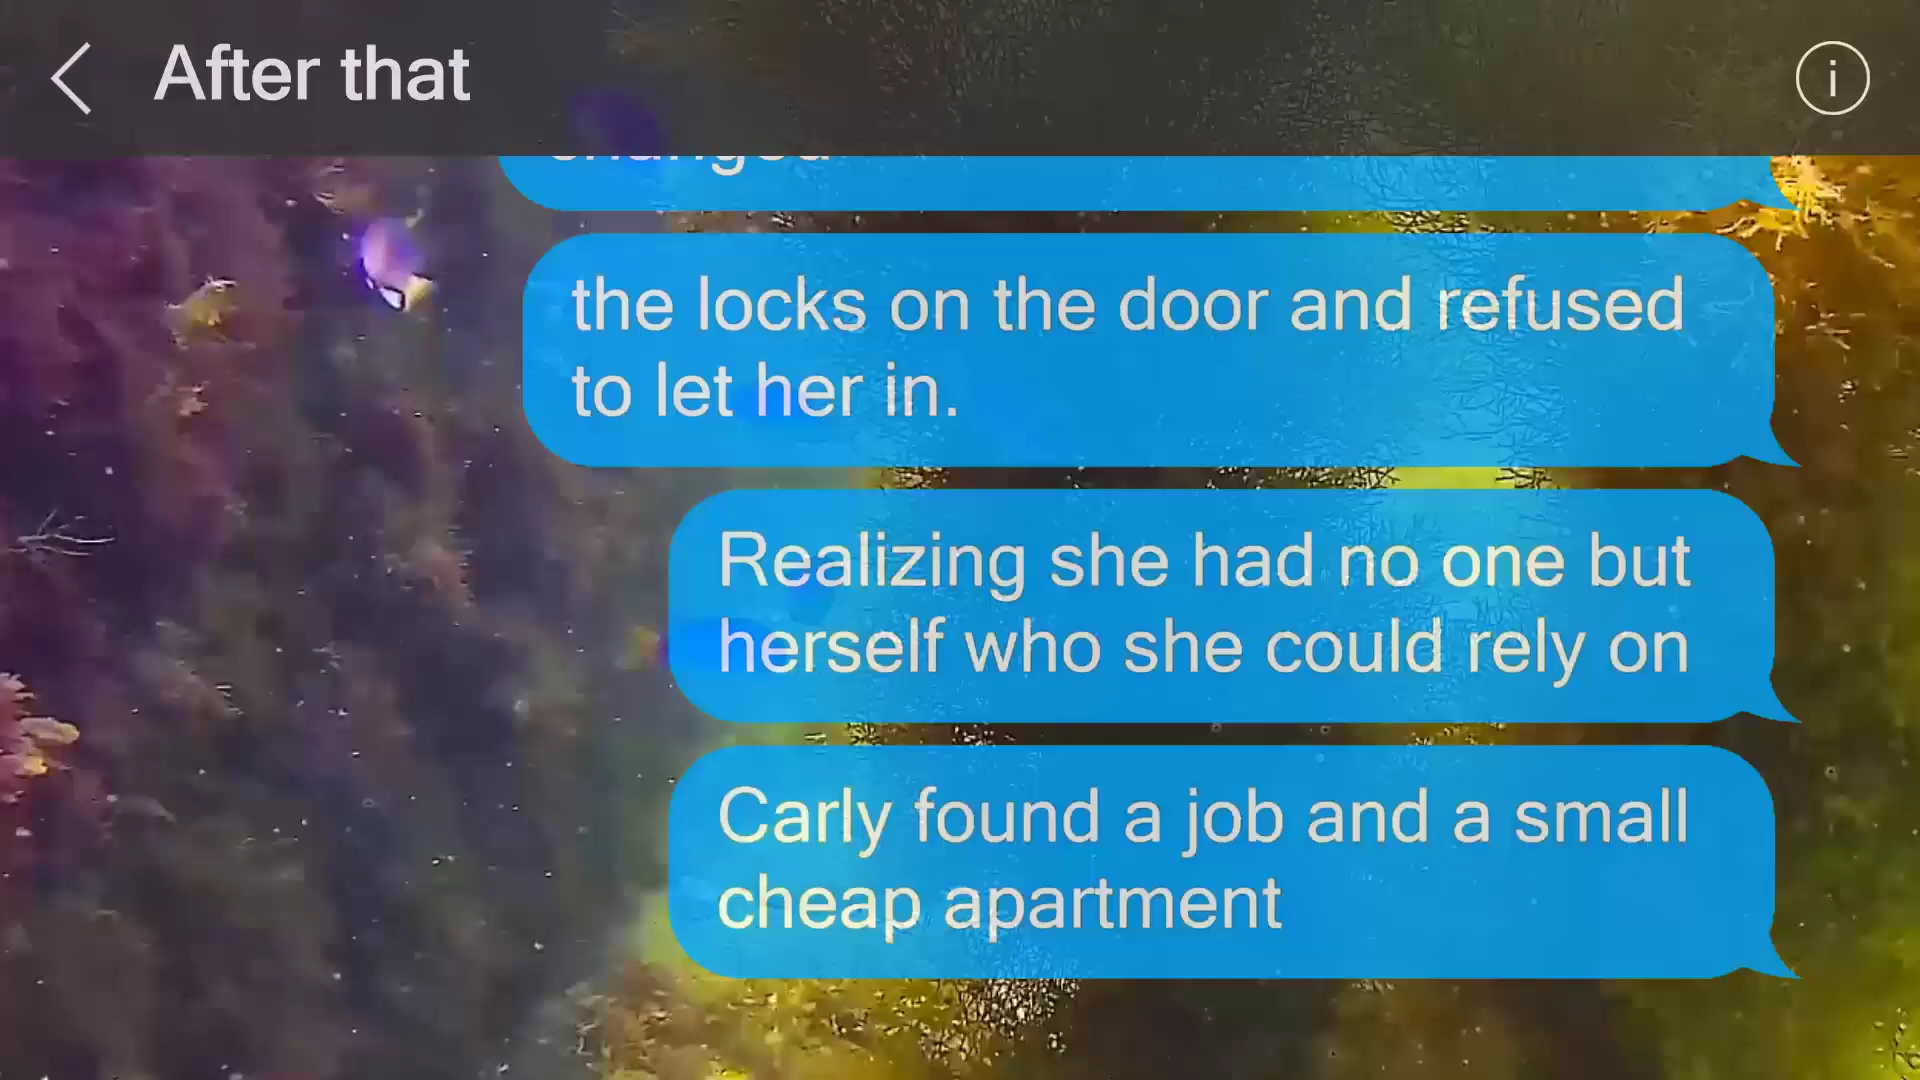 After that
changed
the locks on the door and refused
to let her in.
Realizing she had no one but
herself who she could rely on
Carly found a job and a small
cheap apartment